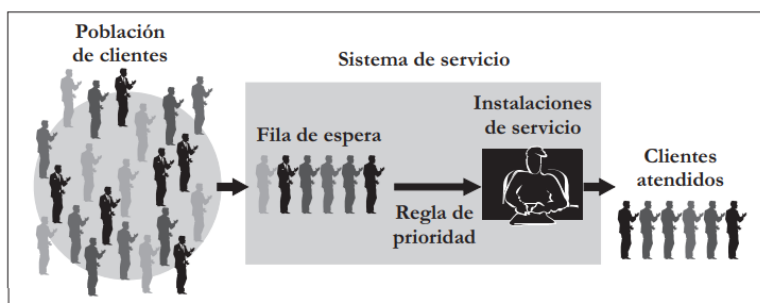 Población
de clientes
Sistema de servicio
Fila de espera
Instalaciones
de servicio
Regla de
prioridad
Clientes
atendidos